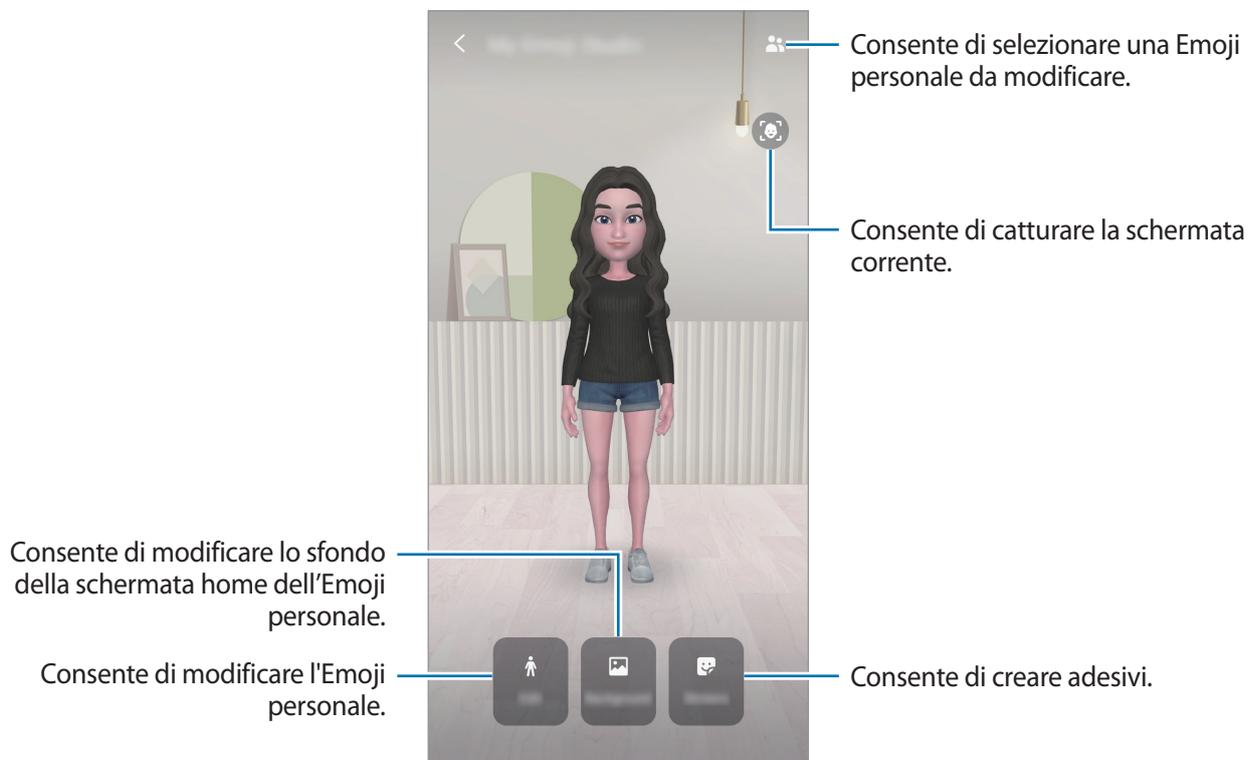 Consente di selezionare una Emoji
personale da modificare.
Consente di catturare la schermata
corrente.
Consente di modificare lo sfondo
della schermata home dell’Emoji
personale.
Consente di modificare l'Emoji
personale.
Consente di creare adesivi.